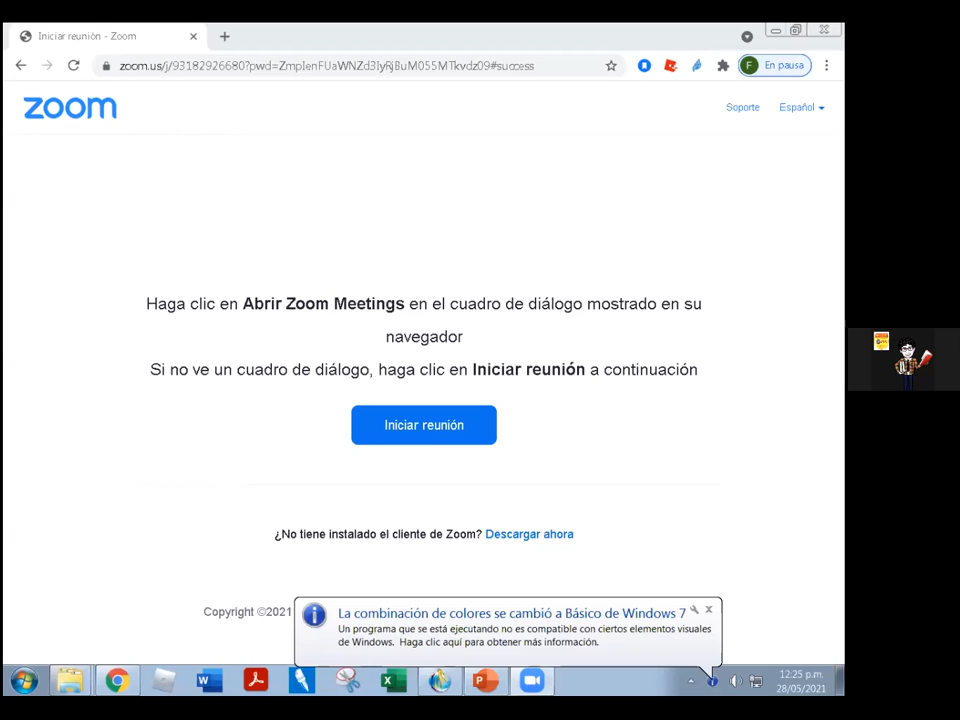 Iniciar reunión - Zoom
zoom.us/j/93182926680?pwd=ZmpIenFUaWNZd3IyRjBuM055MTkvdz09#success
F En pausa
zoom
Soporte
Español
Haga clic en Abrir Zoom Meetings en el cuadro de diálogo mostrado en su
navegador
Si no ve un cuadro de diálogo, haga clic en Iniciar reunión a continuación
Iniciar reunión
¿No tiene instalado el cliente de Zoom? Descargar ahora
Copyright ©2021
La combinación de colores se cambió a Básico de Windows 7
Un programa que se está ejecutando no es compatible con ciertos elementos visuales
de Windows. Haga clic aquí para obtener más información.
12:25 p.m.
28/05/2021